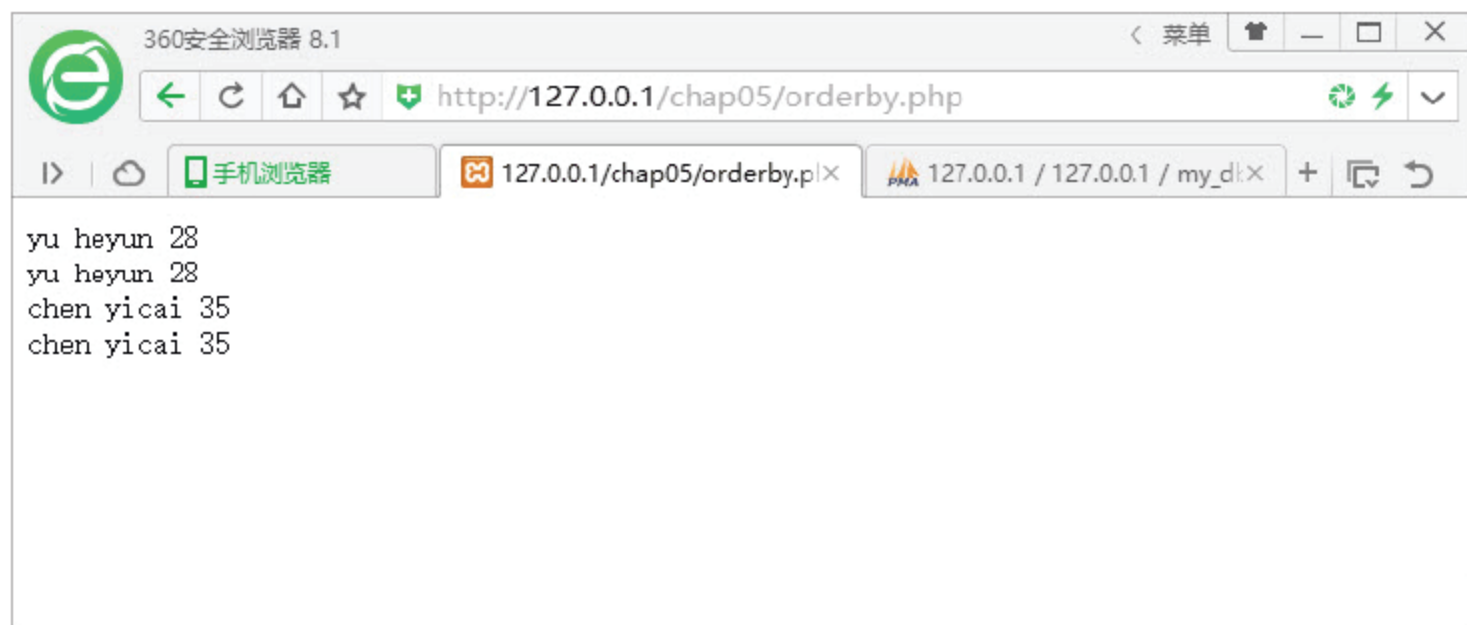 360安全浏览器 8.1
菜单
http://127.0.0.1/chap05/orderby.php
手机浏览器
127.0.0.1/chap05/orderby.p
PMA 127.0.0.1 / 127.0.0.1 / my_d
yu heyun 28
yu heyun 28
chen yicai 35
chen yicai 35